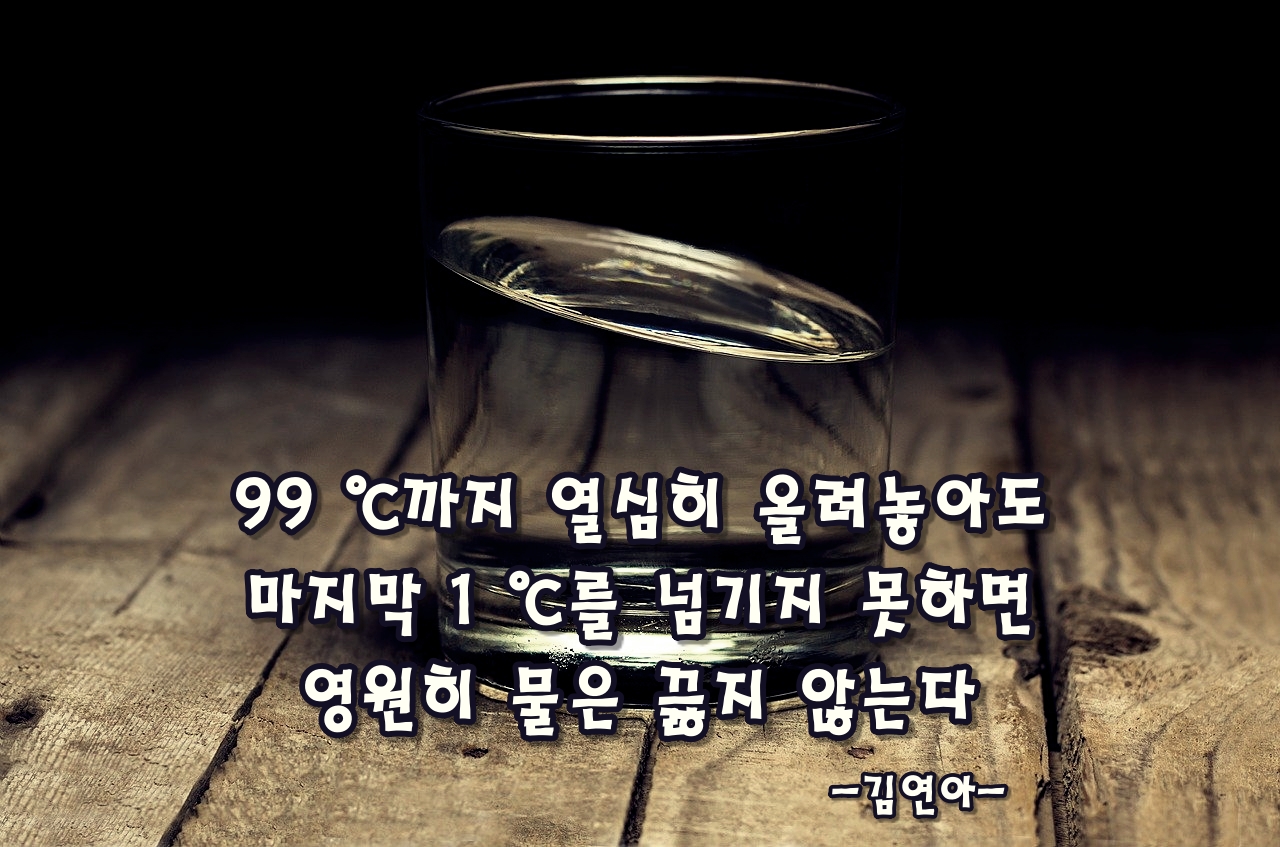 99 ℃까지 열심히 올려놓아도
마지막 1 ℃를 넘기지 못하면
영원히 물은 끓지 않는다
-김연아-